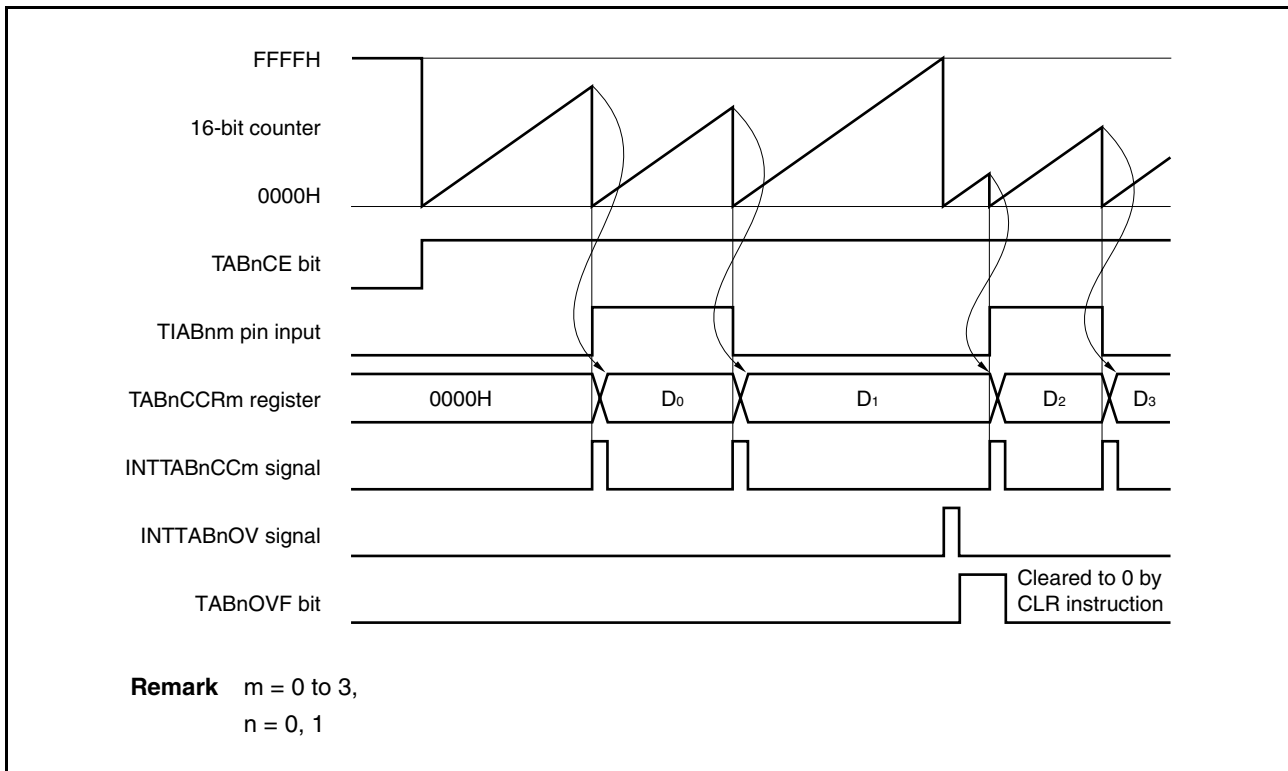 FFFFH
16-bit counter
0000H
TABnCE bit
TIABnm pin input
TABnCCRm register 0000H D0 D1 D2 D3
INTTABnCCm signal
INTTABnOV signal
TABnOVF bit
Cleared to 0 by
CLR instruction
Remark m = 0 to 3,
n = 0, 1